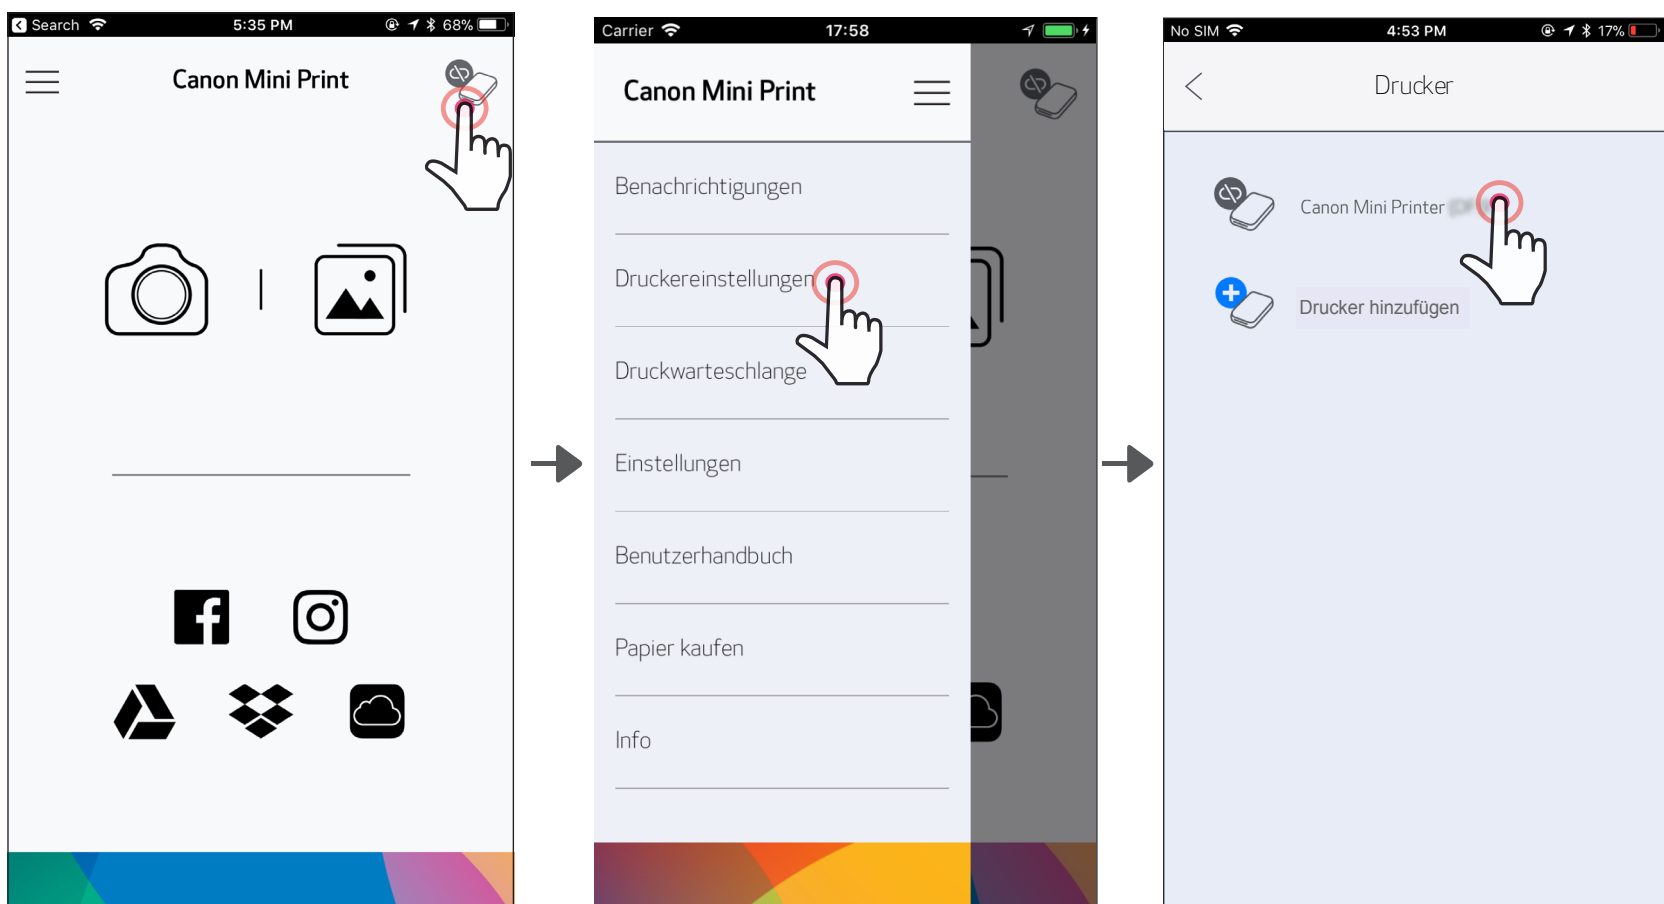 Search 5:35 PM 68%
Canon Mini Print
Carrier 17:58
Canon Mini Print
Benachrichtigungen
Druckereinstellungen
Druckwarteschlange
Einstellungen
Benutzerhandbuch
Papier kaufen
Info
No SIM 4:53 PM 17%
Drucker
Canon Mini Printer
Drucker hinzufügen